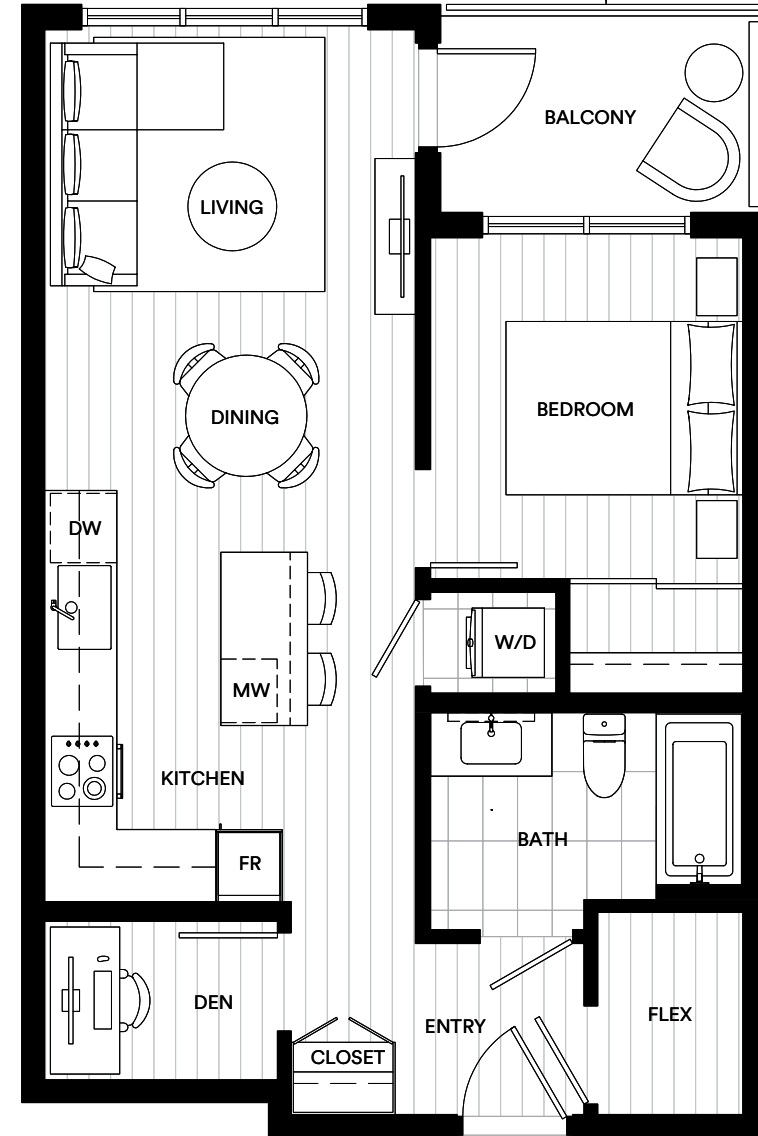 BALCONY
LIVING
BEDROOM
DINING
DW
W/D
MW
KITCHEN
BATH
FR
DEN
FLEX
ENTRY
CLOSET